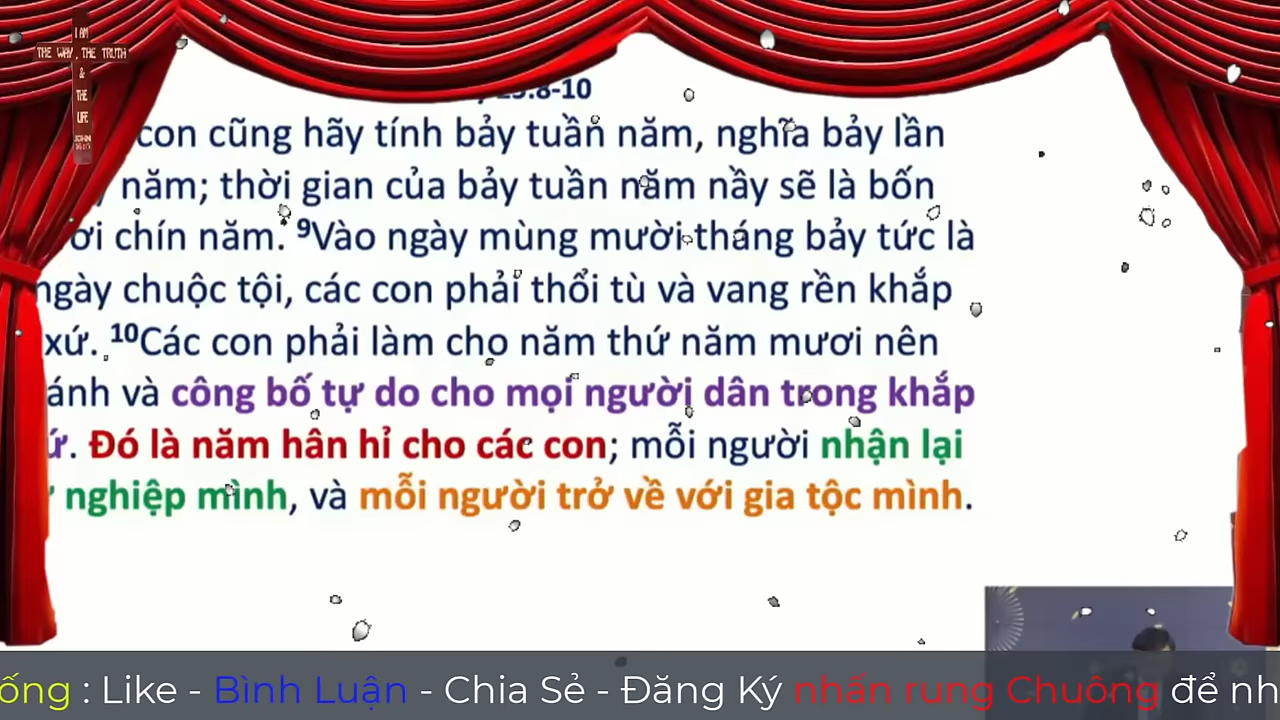 I AM
THE WAY, THE TRUTH
&
THE
LIFE
:8-10
con cũng hãy tính bảy tuần năm, nghĩa bảy lần
năm; thời gian của bảy tuần năm nầy sẽ là bốn
ơi chín năm. ⁹Vào ngày mùng mười tháng bảy tức là
ngày chuộc tội, các con phải thổi tù và vang rền khắp
xứ. ¹⁰Các con phải làm cho năm thứ năm mươi nên
ánh và công bố tự do cho mọi người dân trong khắp
ứ. Đó là năm hân hỉ cho các con; mỗi người nhận lại
nghiệp mình, và mỗi người trở về với gia tộc mình.
ống : Like - Bình Luận - Chia Sẻ - Đăng Ký nhấn rung Chuông để nh